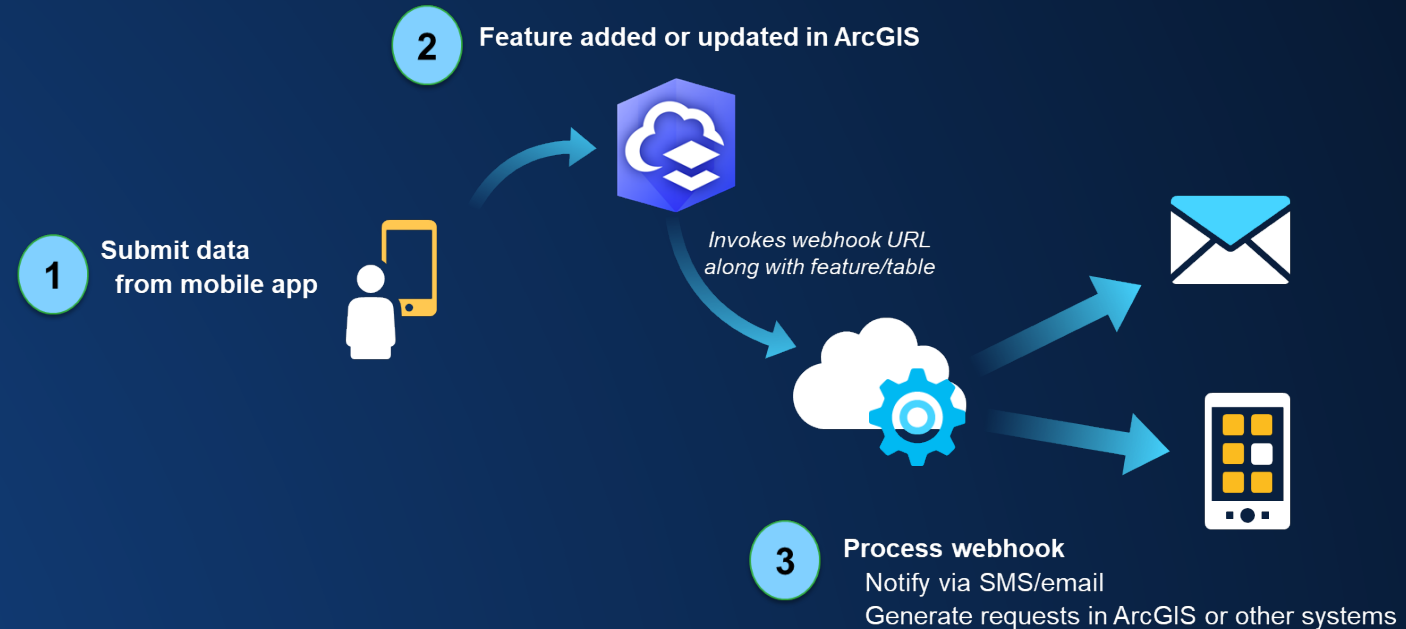 2
Feature added or updated in ArcGIS
1
Submit data
from mobile app
Invokes webhook URL
along with feature/table
3
Process webhook
Notify via SMS/email
Generate requests in ArcGIS or other systems